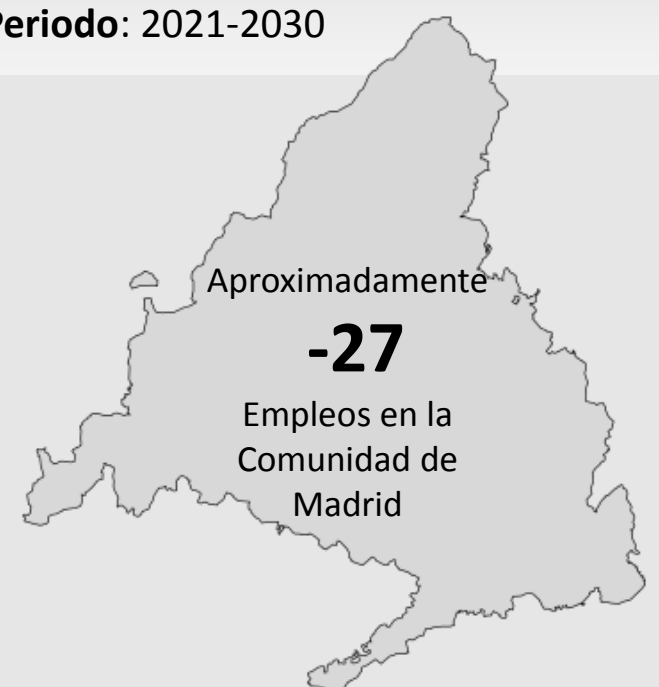 Periodo: 2021-2030
Aproximadamente
-27
Empleos en la
Comunidad de
Madrid